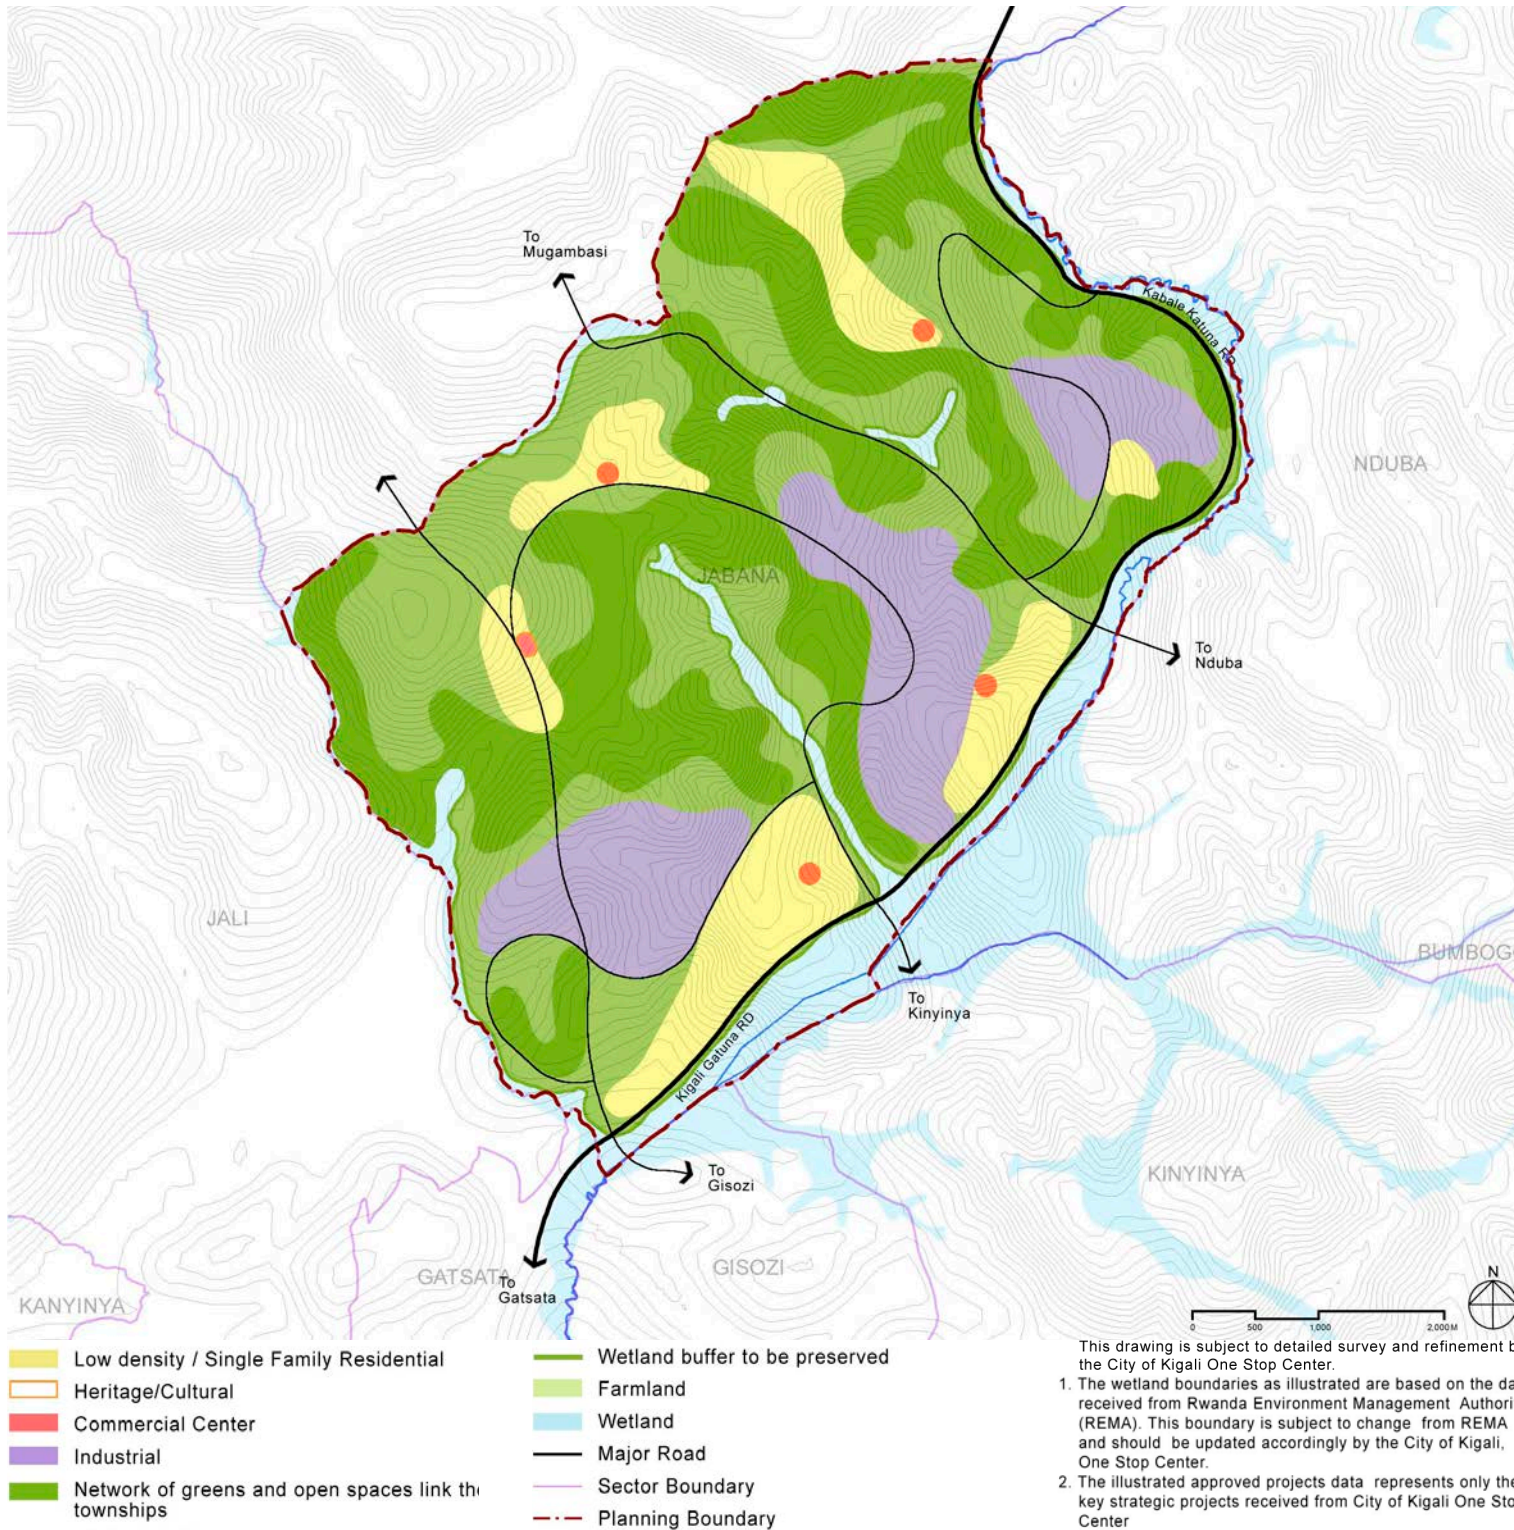 To
Mugambasi
Kabale Katuna RD
NDUBA
JABANA
To
Nduba
JALI
BUMBOGO
To
Kinyinya
Kigali Gatuna RD
To
Gisozi
KINYINYA
GATSATA
To
Gatsata
GISOZI
KANYINYA
N
0 500 1.000 2.000M
Low density / Single Family Residential
Heritage/Cultural
Commercial Center
Industrial
Network of greens and open spaces link the
townships
Wetland buffer to be preserved
Farmland
Wetland
Major Road
Sector Boundary
Planning Boundary
This drawing is subject to detailed survey and refinement b
the City of Kigali One Stop Center.
1. The wetland boundaries as illustrated are based on the da
received from Rwanda Environment Management Authori
(REMA). This boundary is subject to change from REMA
and should be updated accordingly by the City of Kigali,
One Stop Center.
2. The illustrated approved projects data represents only the
key strategic projects received from City of Kigali One Sto
Center